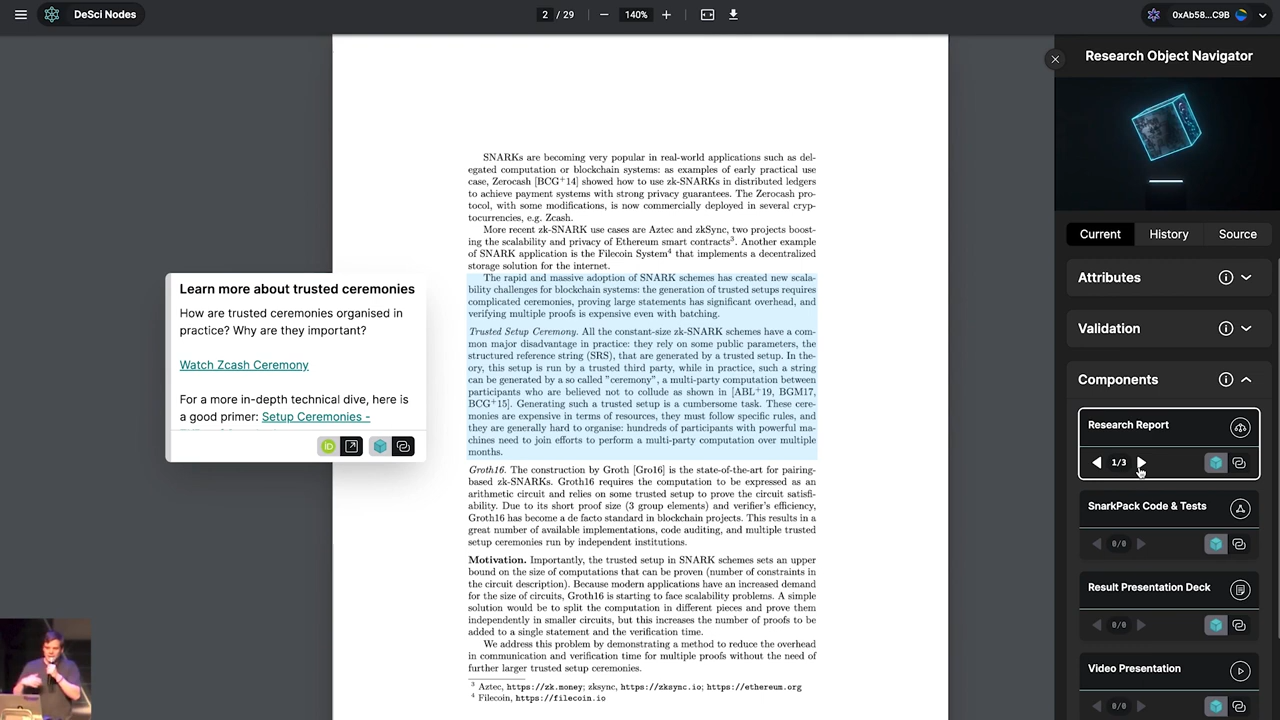 DeSci Nodes
2 / 29
140%
0xAb58...C9B
SNARKs are becoming very popular in real-world applications such as del-
egated computation or blockchain systems: as examples of early practical use
case, Zerocash [BCG+14] showed how to use zk-SNARKs in distributed ledgers
to achieve payment systems with strong privacy guarantees. The Zerocash pro-
tocol, with some modifications, is now commercially deployed in several cryp-
tocurrencies, e.g. Zcash.
More recent zk-SNARK use cases are Aztec and zkSync, two projects boost-
ing the scalability and privacy of Ethereum smart contracts3. Another example
of SNARK application is the Filecoin System4 that implements a decentralized
storage solution for the internet.
The rapid and massive adoption of SNARK schemes has created new scala-
bility challenges for blockchain systems: the generation of trusted setups requires
complicated ceremonies, proving large statements has significant overhead, and
verifying multiple proofs is expensive even with batching.
Trusted Setup Ceremony. All the constant-size zk-SNARK schemes have a com-
mon major disadvantage in practice: they rely on some public parameters, the
structured reference string (SRS), that are generated by a trusted setup. In the-
ory, this setup is run by a trusted third party, while in practice, such a string
can be generated by a so called "ceremony", a multi-party computation between
participants who are believed not to collude as shown in [ABL+19, BGM17,
BCG+15]. Generating such a trusted setup is a cumbersome task. These cere-
monies are expensive in terms of resources, they must follow specific rules, and
they are generally hard to organise: hundreds of participants with powerful ma-
chines need to join efforts to perform a multi-party computation over multiple
months.
Groth16. The construction by Groth [Gro16] is the state-of-the-art for pairing-
based zk-SNARKs. Groth16 requires the computation to be expressed as an
arithmetic circuit and relies on some trusted setup to prove the circuit satisfi-
ability. Due to its short proof size (3 group elements) and verifier's efficiency,
Groth16 has become a de facto standard in blockchain projects. This results in a
great number of available implementations, code auditing, and multiple trusted
setup ceremonies run by independent institutions.
Motivation. Importantly, the trusted setup in SNARK schemes sets an upper
bound on the size of computations that can be proven (number of constraints in
the circuit description). Because modern applications have an increased demand
for the size of circuits, Groth16 is starting to face scalability problems. A simple
solution would be to split the computation in different pieces and prove them
independently in smaller circuits, but this increases the number of proofs to be
added to a single statement and the verification time.
We address this problem by demonstrating a method to reduce the overhead
in communication and verification time for multiple proofs without the need of
further larger trusted setup ceremonies.
3 Aztec, https://zk.money; zksync, https://zksync.io; https://ethereum.org
4 Filecoin, https://filecoin.io
Learn more about trusted ceremonies
How are trusted ceremonies organised in
practice? Why are they important?
Watch Zcash Ceremony
For a more in-depth technical dive, here is
a good primer: Setup Ceremonies -
iD
Research Object Navigator
Current
History
Source
Attributes
Validation
Components
Research Report
1/3
SnarkPack Code & Tests
0/0
Result Presentation Deck
0/0
Video Presentation
0/0